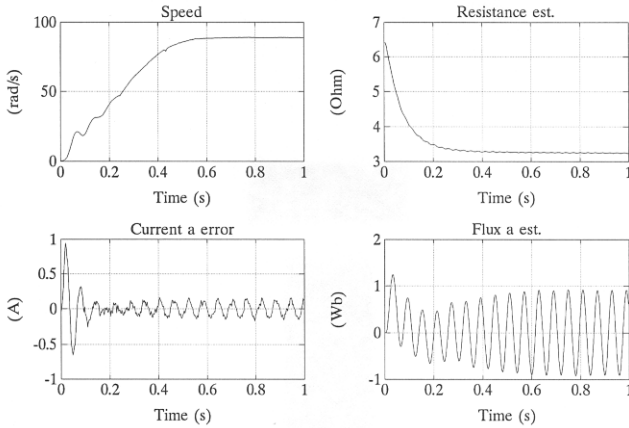 Speed
100
50
0
(rad/s)
0 0.2 0.4 0.6 0.8 1
Time (s)
Resistance est.
7
6
5
4
3
(Ohm)
0 0.2 0.4 0.6 0.8 1
Time (s)
Current a error
1
0.5
0
-0.5
-1
(A)
0 0.2 0.4 0.6 0.8 1
Time (s)
Flux a est.
2
1
0
-1
(Wb)
0 0.2 0.4 0.6 0.8 1
Time (s)